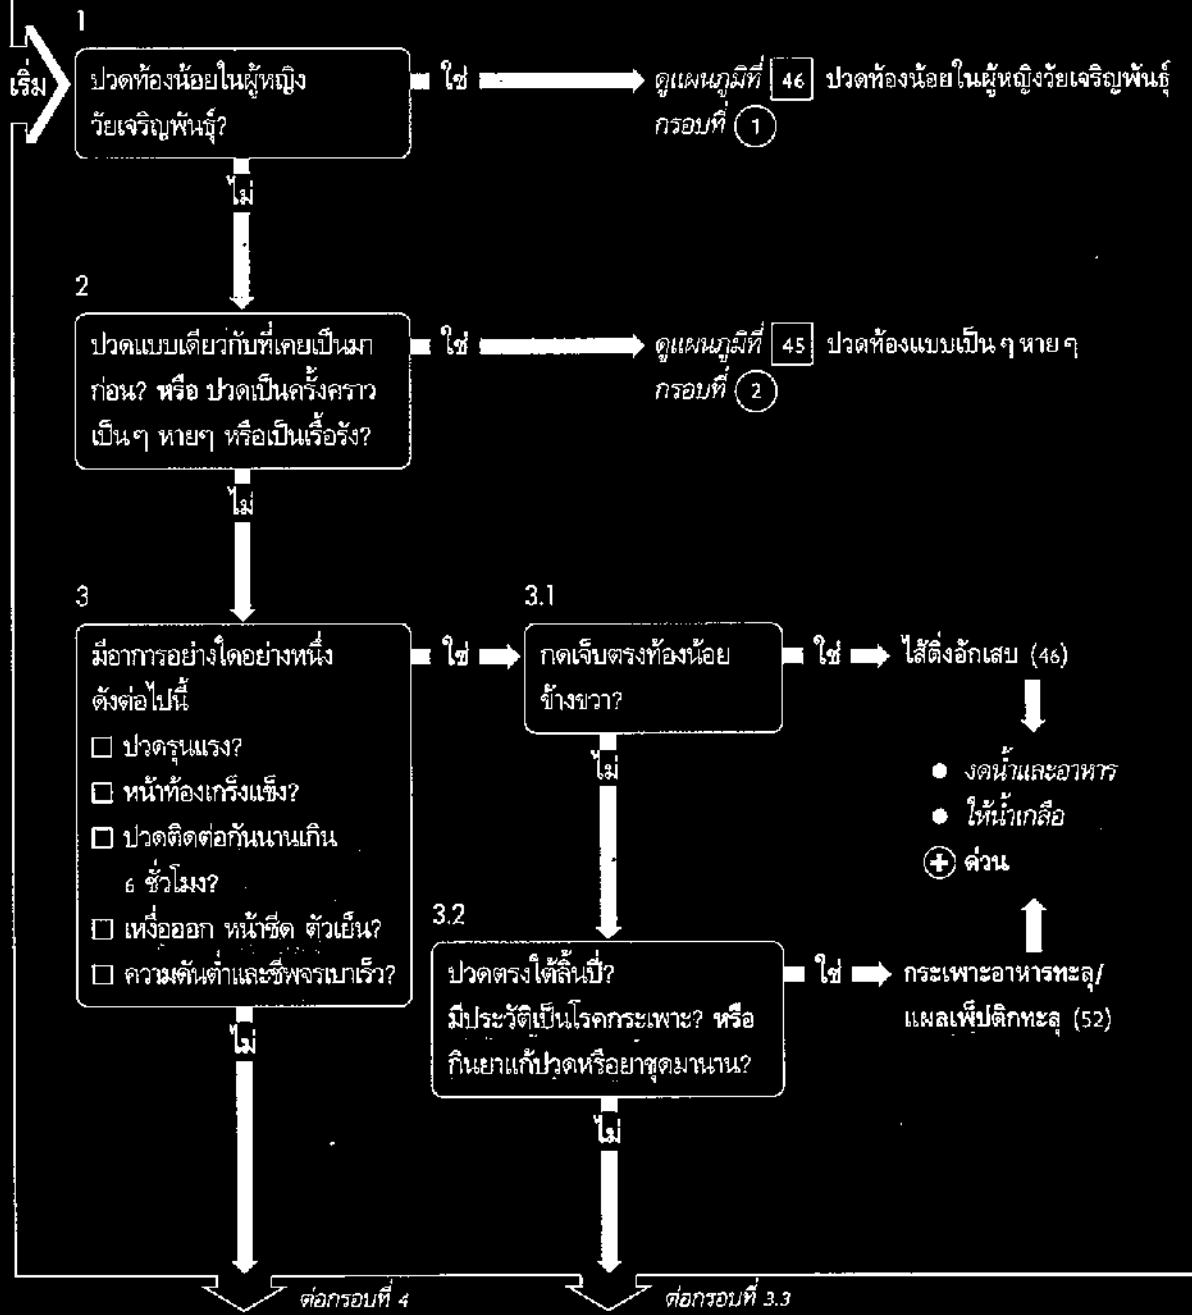 เริ่ม
1
ปวดท้องน้อยในผู้หญิง
วัยเจริญพันธุ์?
ใช่
ดูแผนภูมิที่ 46 ปวดท้องน้อยในผู้หญิงวัยเจริญพันธุ์
กรอบที่ 1
ไม่
2
ปวดแบบเดียวกับที่เคยเป็นมา
ก่อน? หรือ ปวดเป็นครั้งคราว
เป็นๆ หายๆ หรือเป็นเรื้อรัง?
ใช่
ดูแผนภูมิที่ 45 ปวดท้องแบบเป็น ๆ หาย ๆ
กรอบที่ 2
ไม่
3
มีอาการอย่างใดอย่างหนึ่ง
ดังต่อไปนี้
ปวดรุนแรง?
หน้าท้องเกร็งแข็ง?
ปวดติดต่อกันนานเกิน
6 ชั่วโมง?
เหงื่อออก หน้าซีด ตัวเย็น?
ความดันต่ำและชีพจรเบาเร็ว?
ใช่
3.1
กดเจ็บตรงท้องน้อย
ข้างขวา?
ใช่
ไส้ติ่งอักเสบ (46)
ไม่
● งดน้ำและอาหาร
● ให้น้ำเกลือ
+ ด่วน
3.2
ปวดตรงใต้ลิ้นปี่?
มีประวัติเป็นโรคกระเพาะ? หรือ
กินยาแก้ปวดหรือยาชุดมานาน?
ใช่
กระเพาะอาหารทะลุ/
แผลเพ็ปติกทะลุ (52)
ไม่
ไม่
ต่อกรอบที่ 4
ต่อกรอบที่ 3.3